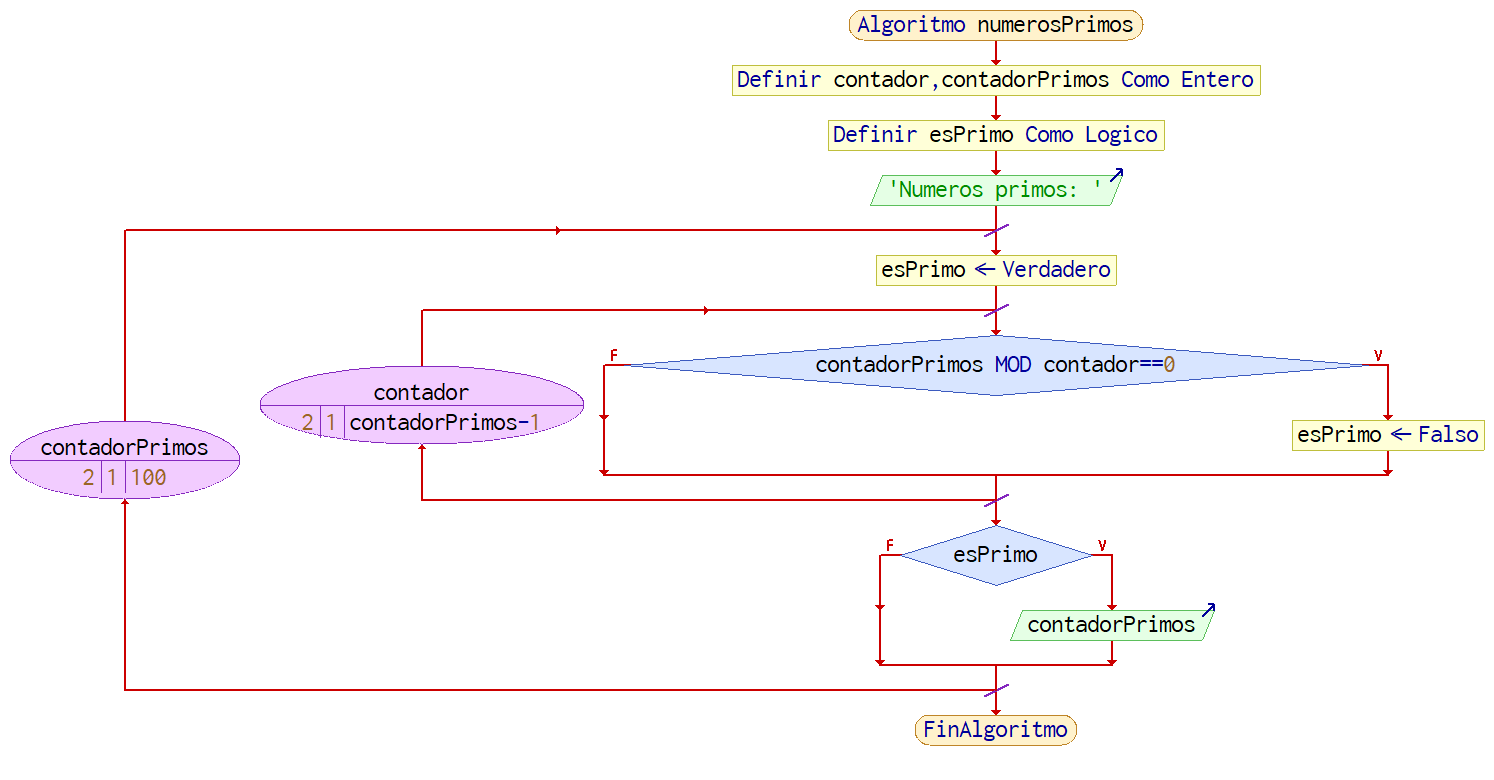 Algoritmo numerosPrimos
Definir contador,contadorPrimos Como Entero
Definir esPrimo Como Logico
'Numeros primos: '
esPrimo ← Verdadero
F
contadorPrimos MOD contador==0
V
contador
2 1 contadorPrimos-1
esPrimo ← Falso
contadorPrimos
2 1 100
F
esPrimo
V
contadorPrimos
FinAlgoritmo